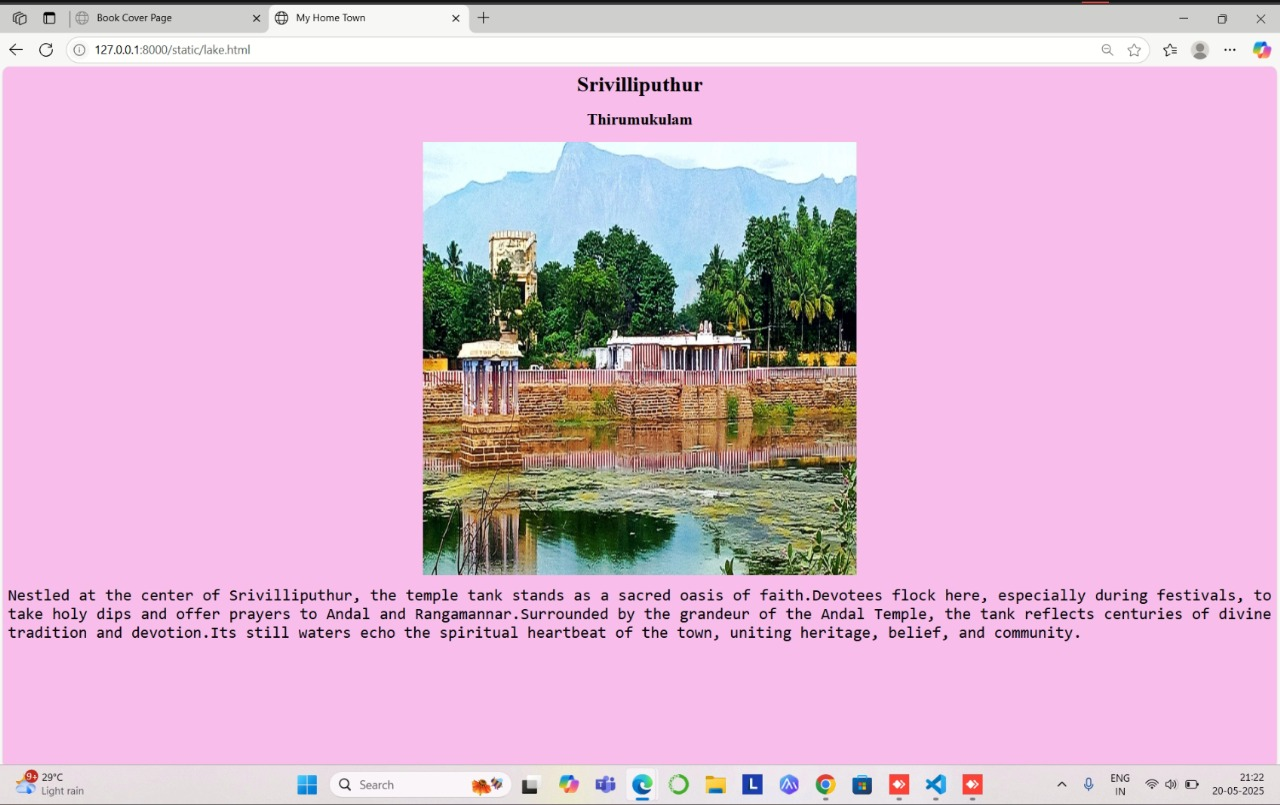 Book Cover Page
My Home Town
127.0.0.1:8000/static/lake.html
Srivilliputhur
Thirumukulam
Nestled at the center of Srivilliputhur, the temple tank stands as a sacred oasis of faith.Devotees flock here, especially during festivals, to
take holy dips and offer prayers to Andal and Rangamannar.Surrounded by the grandeur of the Andal Temple, the tank reflects centuries of divine
tradition and devotion.Its still waters echo the spiritual heartbeat of the town, uniting heritage, belief, and community.
9+
29°C
Light rain
Search
L
ENG
IN
21:22
20-05-2025